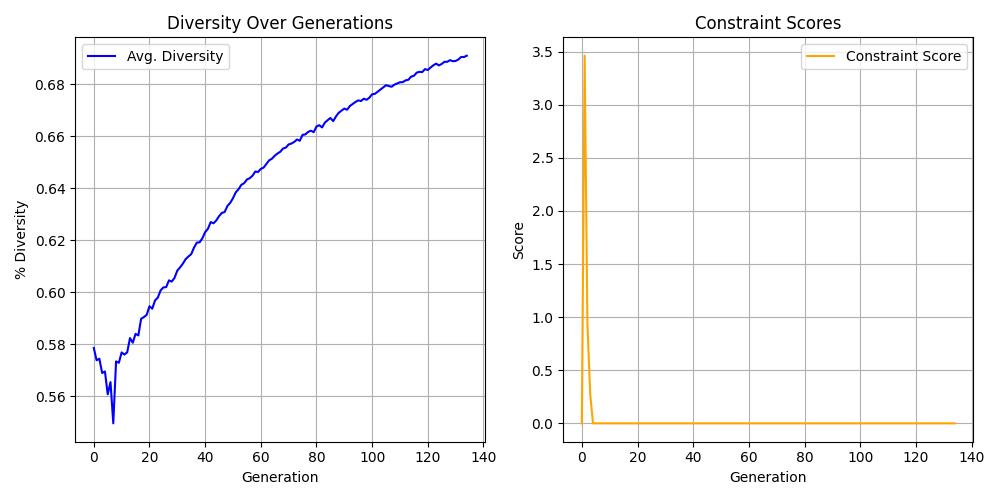 Diversity Over Generations
Avg. Diversity
% Diversity
0.68
0.66
0.64
0.62
0.60
0.58
0.56
0 20 40 60 80 100 120 140
Generation
Constraint Scores
Constraint Score
Score
3.5
3.0
2.5
2.0
1.5
1.0
0.5
0.0
0 20 40 60 80 100 120 140
Generation